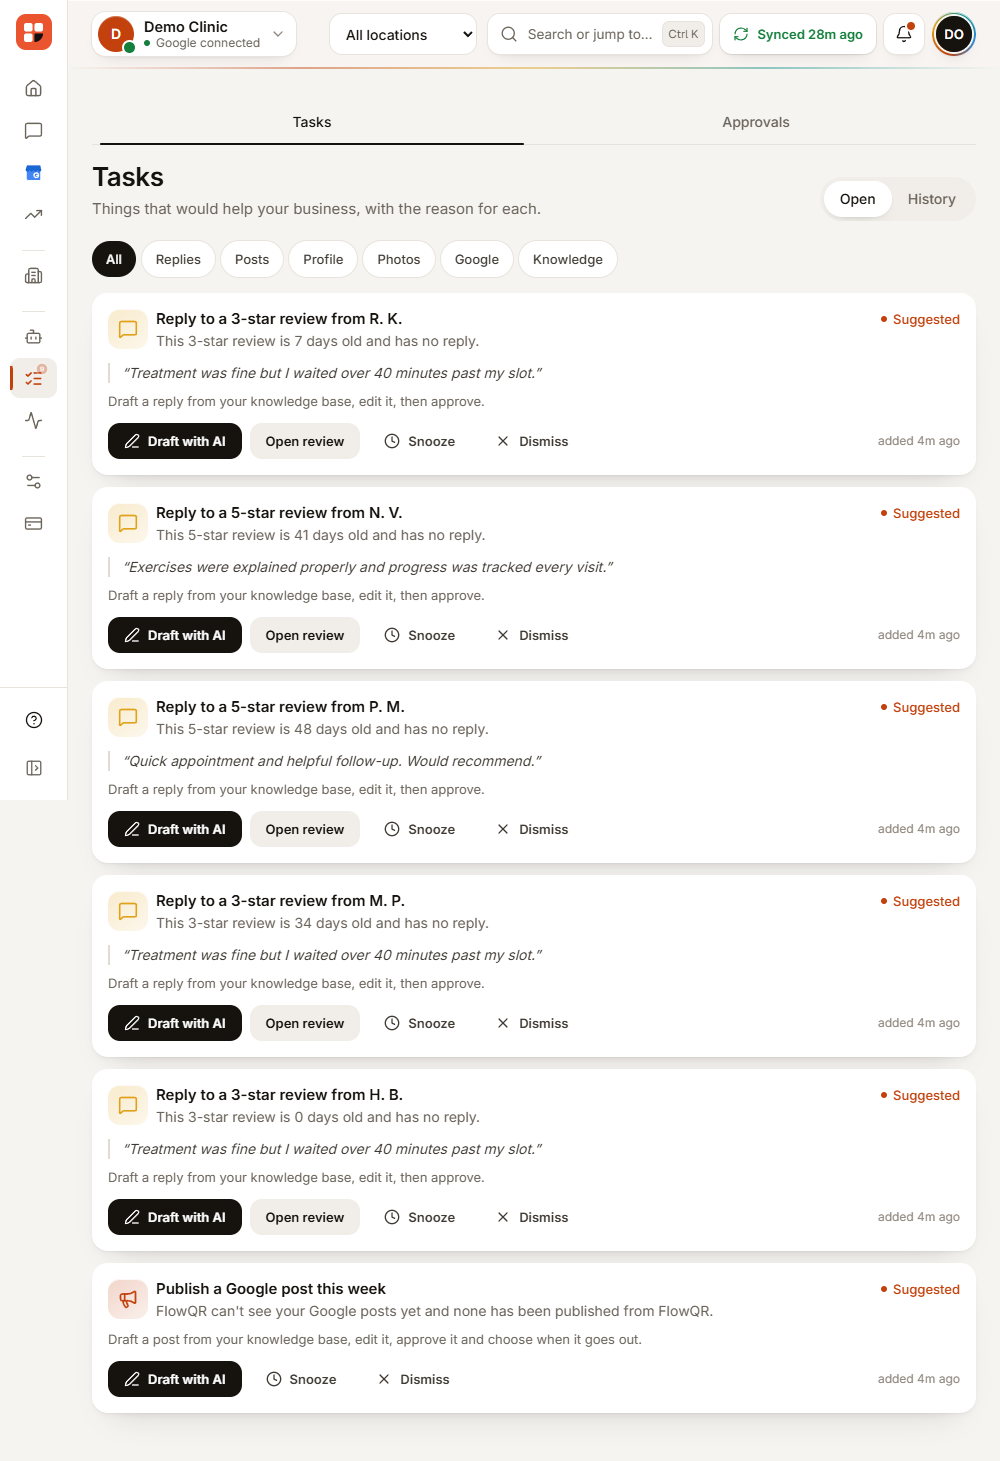 D
Demo Clinic
Google connected
All locations
Search or jump to...
Ctrl K
Synced 28m ago
DO
Tasks
Approvals
Tasks
Things that would help your business, with the reason for each.
Open
History
All
Replies
Posts
Profile
Photos
Google
Knowledge
Reply to a 3-star review from R. K.
Suggested
This 3-star review is 7 days old and has no reply.
“Treatment was fine but I waited over 40 minutes past my slot.”
Draft a reply from your knowledge base, edit it, then approve.
Draft with AI
Open review
Snooze
Dismiss
added 4m ago
Reply to a 5-star review from N. V.
Suggested
This 5-star review is 41 days old and has no reply.
“Exercises were explained properly and progress was tracked every visit.”
Draft a reply from your knowledge base, edit it, then approve.
Draft with AI
Open review
Snooze
Dismiss
added 4m ago
Reply to a 5-star review from P. M.
Suggested
This 5-star review is 48 days old and has no reply.
“Quick appointment and helpful follow-up. Would recommend.”
Draft a reply from your knowledge base, edit it, then approve.
Draft with AI
Open review
Snooze
Dismiss
added 4m ago
Reply to a 3-star review from M. P.
Suggested
This 3-star review is 34 days old and has no reply.
“Treatment was fine but I waited over 40 minutes past my slot.”
Draft a reply from your knowledge base, edit it, then approve.
Draft with AI
Open review
Snooze
Dismiss
added 4m ago
Reply to a 3-star review from H. B.
Suggested
This 3-star review is 0 days old and has no reply.
“Treatment was fine but I waited over 40 minutes past my slot.”
Draft a reply from your knowledge base, edit it, then approve.
Draft with AI
Open review
Snooze
Dismiss
added 4m ago
Publish a Google post this week
Suggested
FlowQR can't see your Google posts yet and none has been published from FlowQR.
Draft a post from your knowledge base, edit it, approve it and choose when it goes out.
Draft with AI
Snooze
Dismiss
added 4m ago